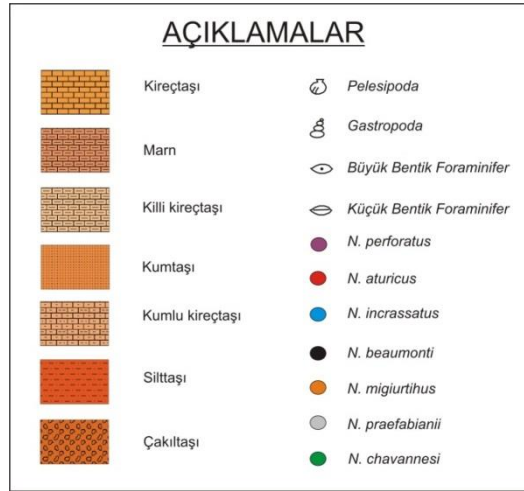 AÇIKLAMALAR
Kireçtaşı
Marn
Killi kireçtaşı
Kumtaşı
Kumlu kireçtaşı
Silttaşı
Çakıltaşı
Pelesipoda
Gastropoda
Büyük Bentik Foraminifer
Küçük Bentik Foraminifer
N. perforatus
N. aturicus
N. incrassatus
N. beaumonti
N. migiurtihus
N. praefabianii
N. chavannesi